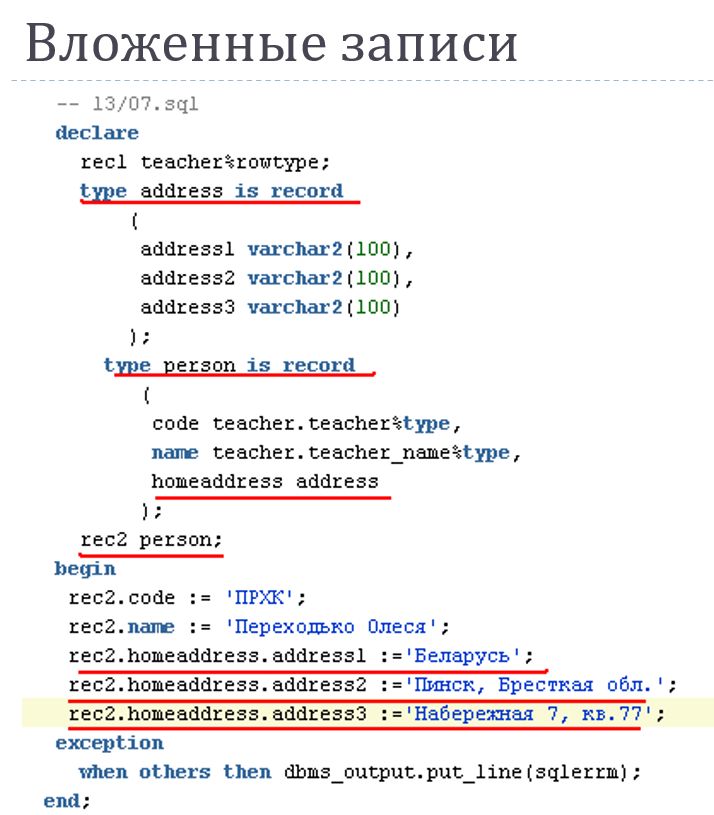 Вложенные записи
-- 13/07.sql
declare
rec1 teacher%rowtype;
type address is record
(
address1 varchar2(100),
address2 varchar2(100),
address3 varchar2(100)
);
type person is record
(
code teacher.teacher%type,
name teacher.teacher_name%type,
homeaddress address
);
rec2 person;
begin
rec2.code := 'ПРХК';
rec2.name := 'Переходько Олеся';
rec2.homeaddress.address1 :='Беларусь';
rec2.homeaddress.address2 :='Пинск, Бресткая обл.';
rec2.homeaddress.address3 :='Набережная 7, кв.77';
exception
when others then dbms_output.put_line(sqlerrm);
end;